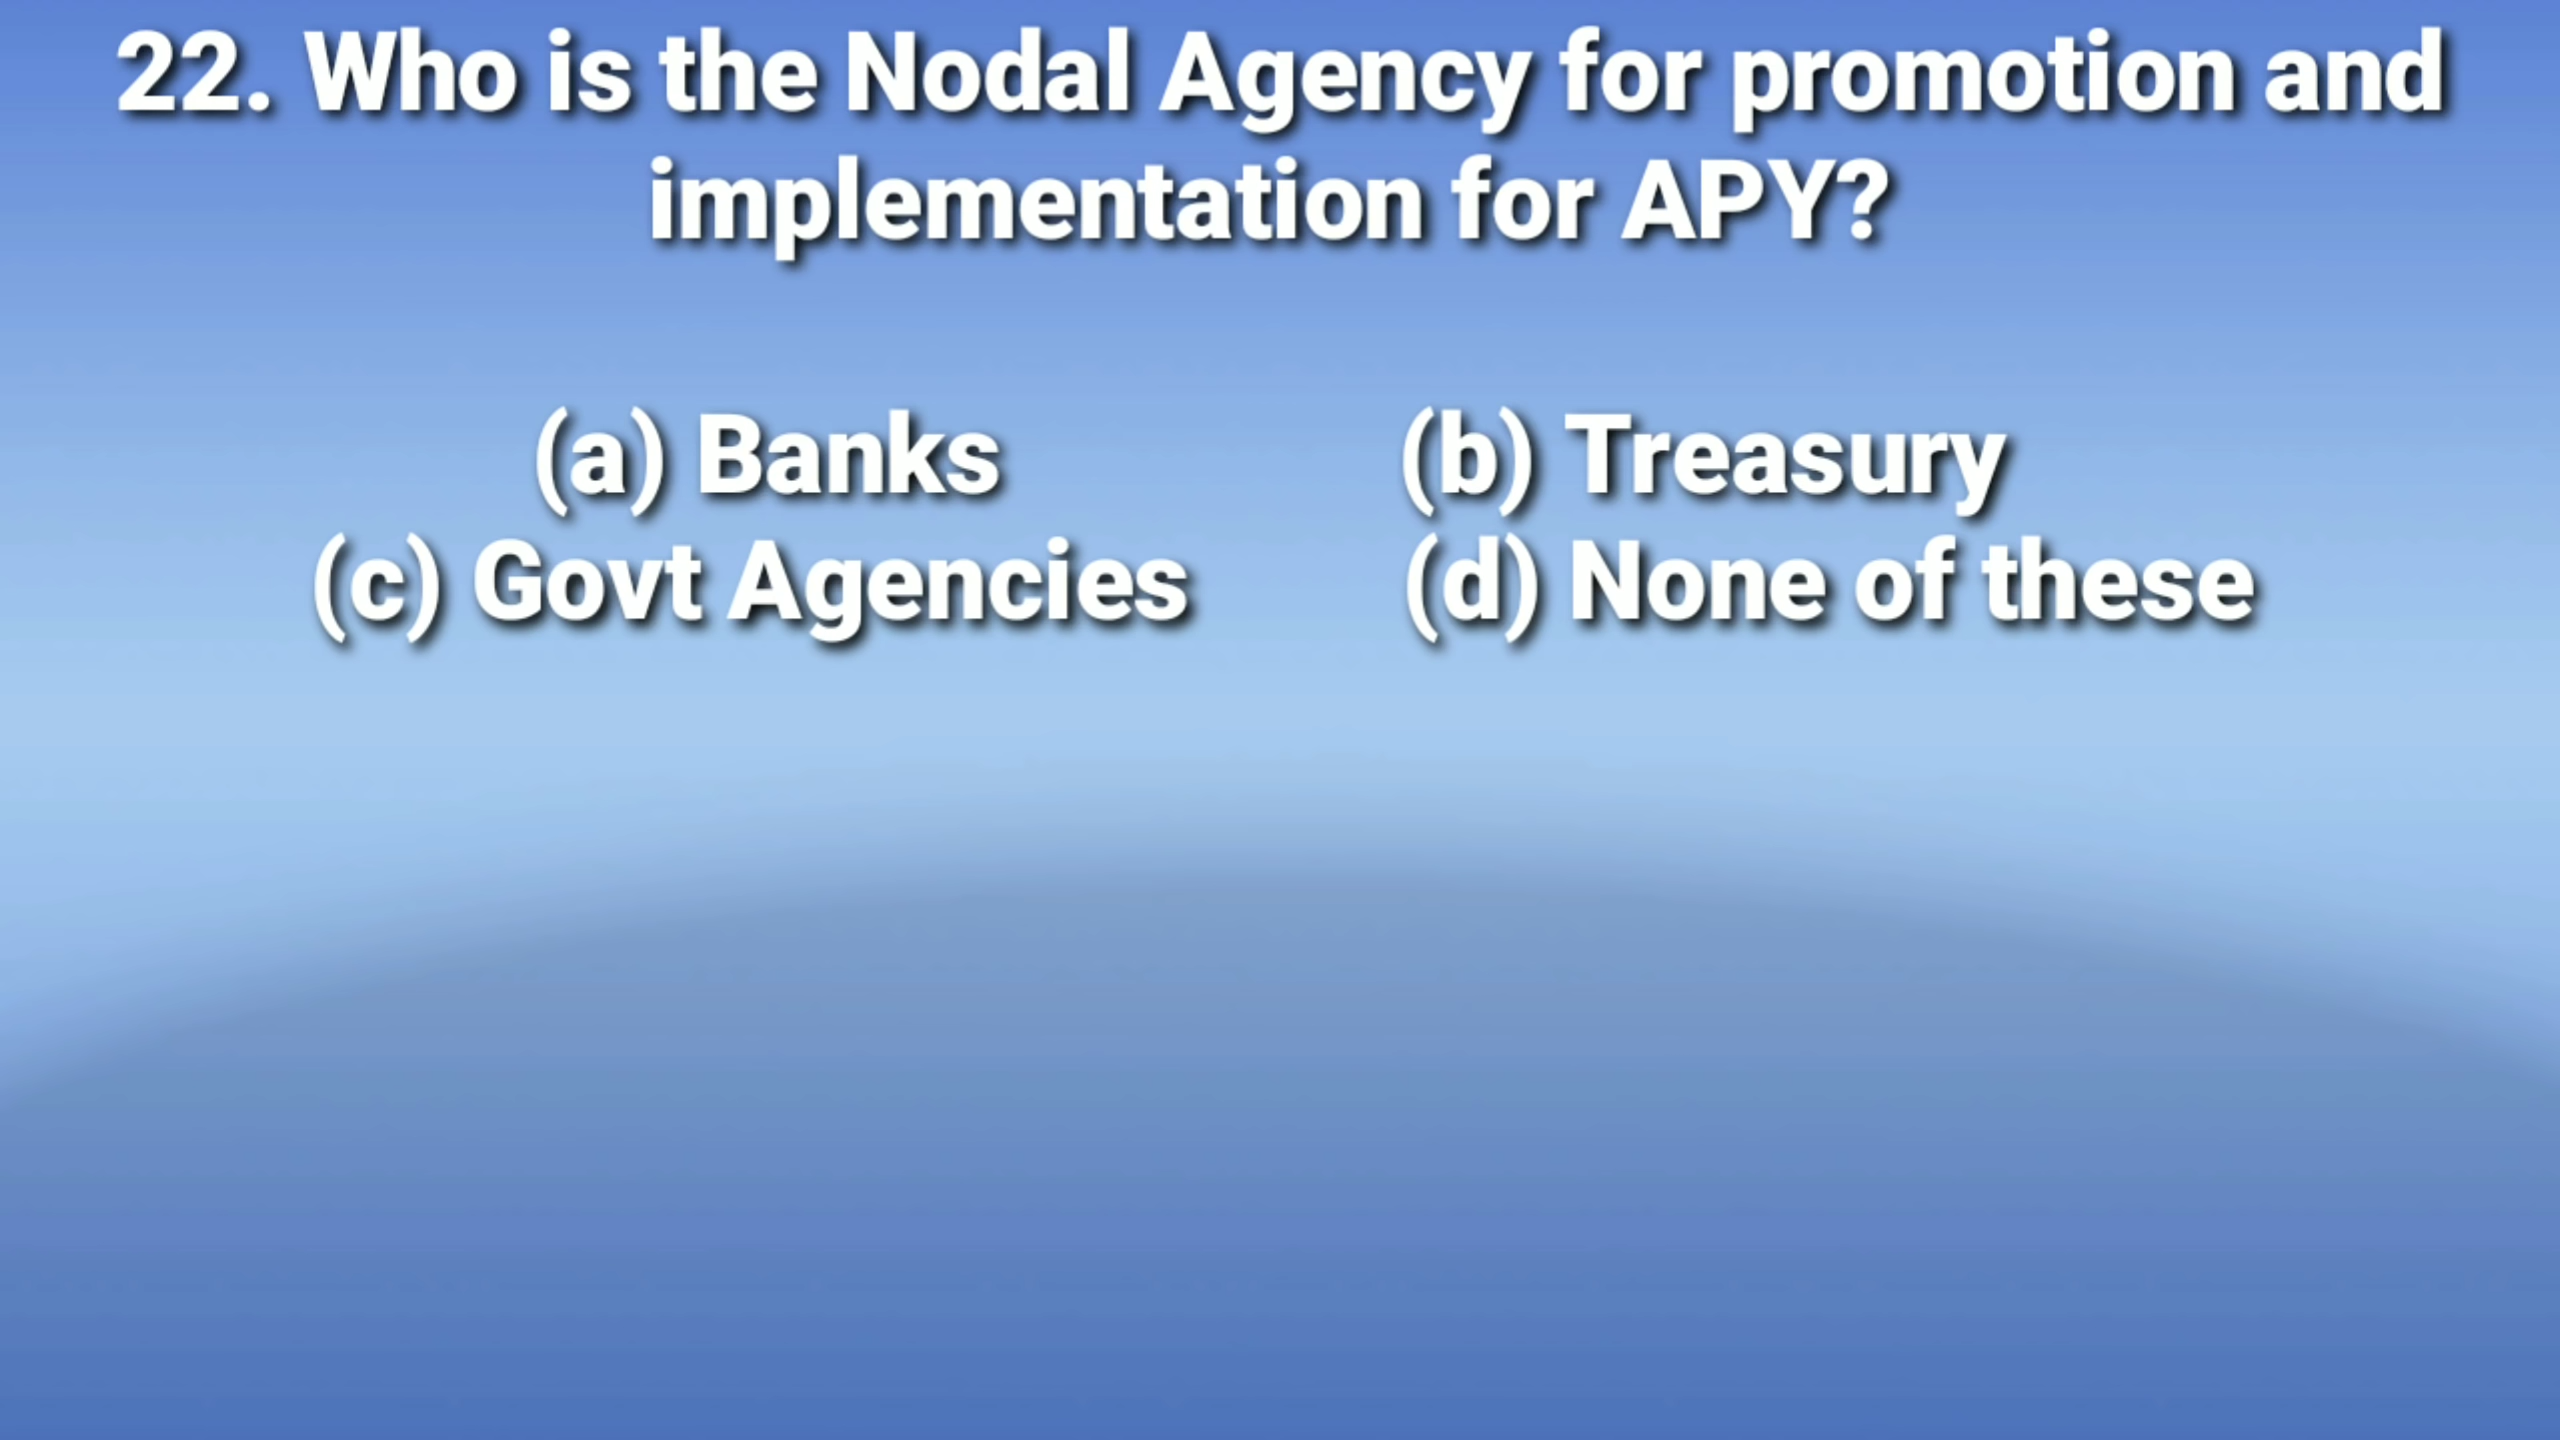 22. Who is the Nodal Agency for promotion and
implementation for APY?
(a) Banks (b) Treasury
(c) Govt Agencies (d) None of these